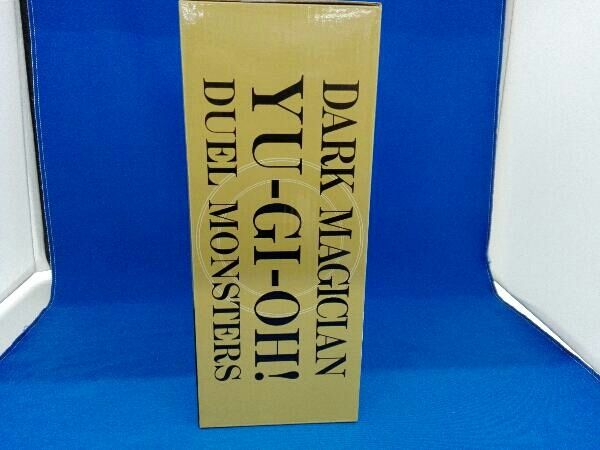 DARK MAGICIAN
YU-GI-OH!
DUEL MONSTERS